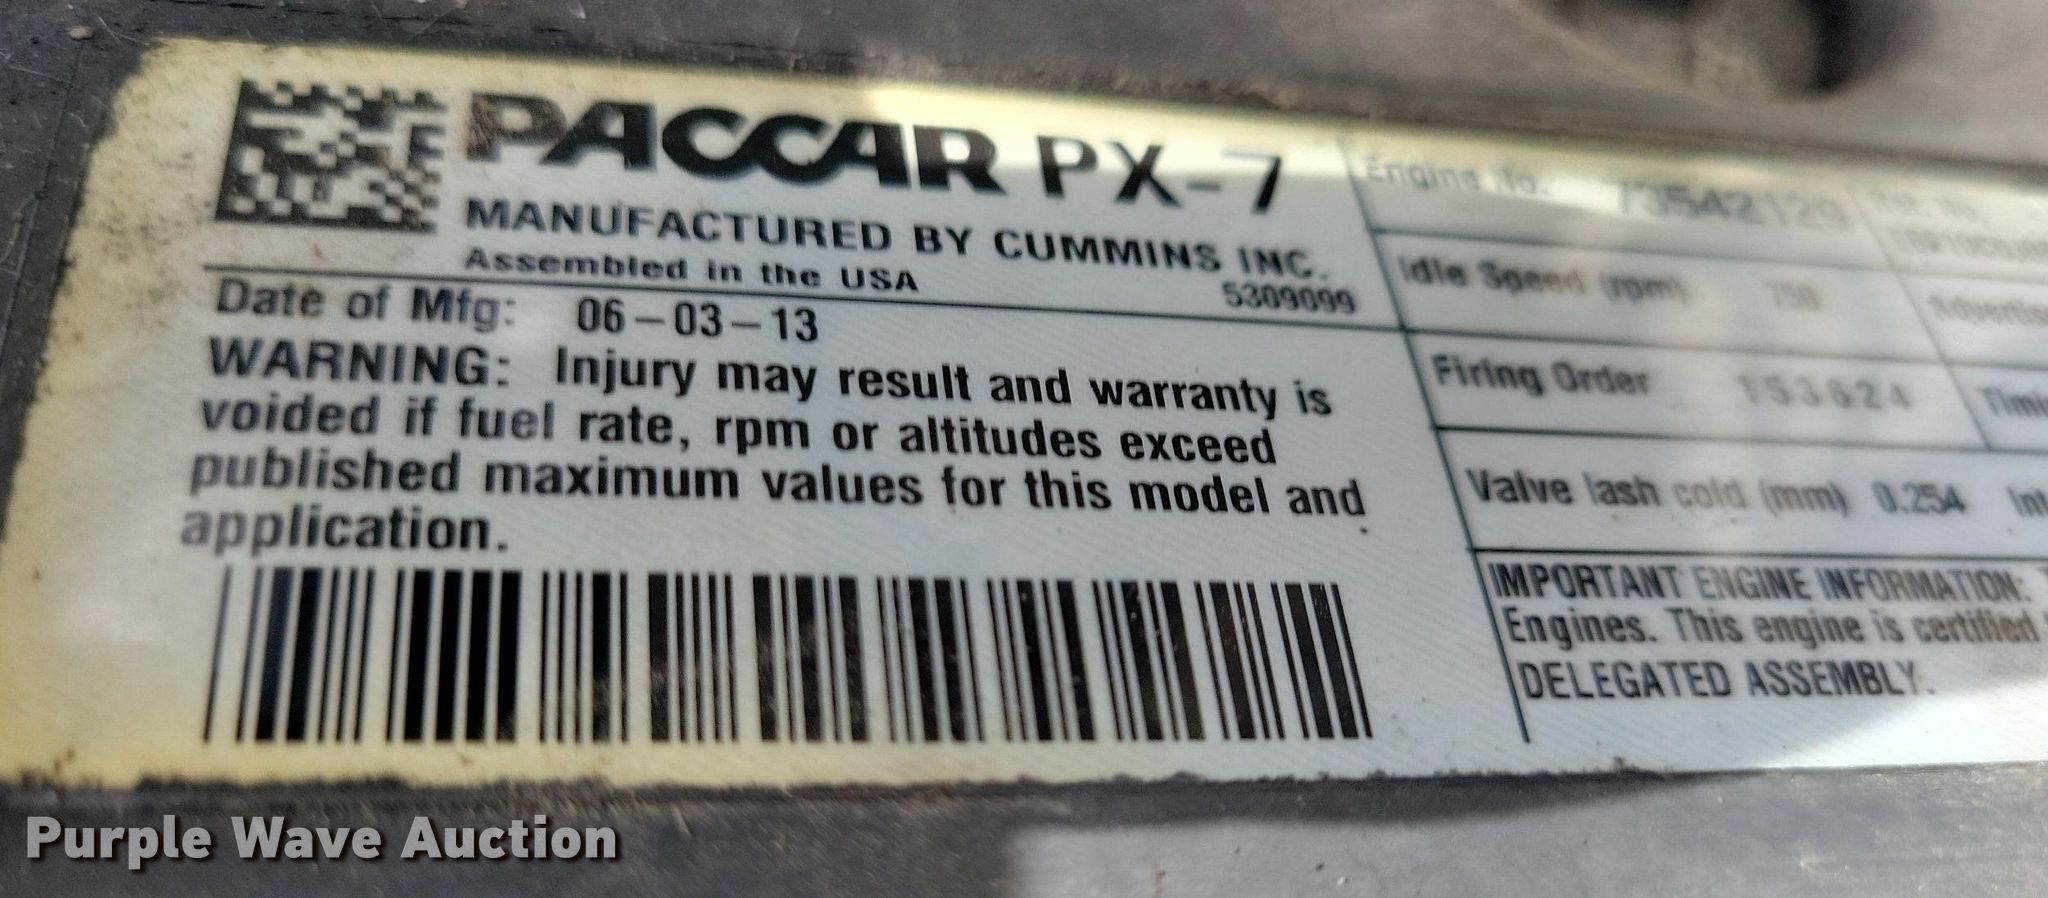 PACCAR PX-7
MANUFACTURED BY CUMMINS INC.
Assembled in the USA
5309099
Date of Mfg: 06-03-13
WARNING: Injury may result and warranty is
voided if fuel rate, rpm or altitudes exceed
published maximum values for this model and
application.
Engine No. 73542129
Idle Speed (rpm) 750
Firing Order 153624
Valve lash cold (mm) 0.254
IMPORTANT ENGINE INFORMATION:
Engines. This engine is certified
DELEGATED ASSEMBLY.
Purple Wave Auction